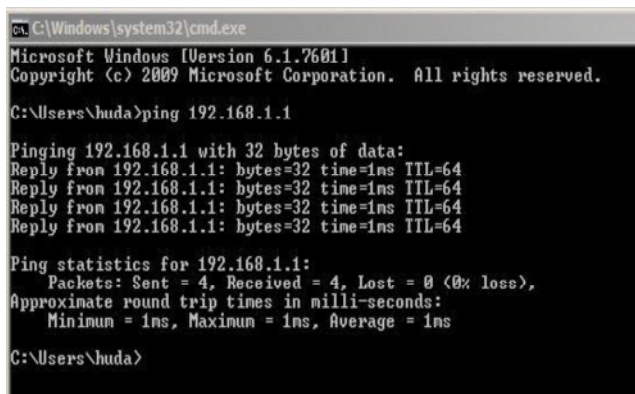 C:\Windows\system32\cmd.exe
Microsoft Windows [Version 6.1.7601]
Copyright (c) 2009 Microsoft Corporation.  All rights reserved.
C:\Users\huda>ping 192.168.1.1
Pinging 192.168.1.1 with 32 bytes of data:
Reply from 192.168.1.1: bytes=32 time=1ms TTL=64
Reply from 192.168.1.1: bytes=32 time=1ms TTL=64
Reply from 192.168.1.1: bytes=32 time=1ms TTL=64
Reply from 192.168.1.1: bytes=32 time=1ms TTL=64
Ping statistics for 192.168.1.1:
    Packets: Sent = 4, Received = 4, Lost = 0 (0% loss),
Approximate round trip times in milli-seconds:
    Minimum = 1ms, Maximum = 1ms, Average = 1ms
C:\Users\huda>